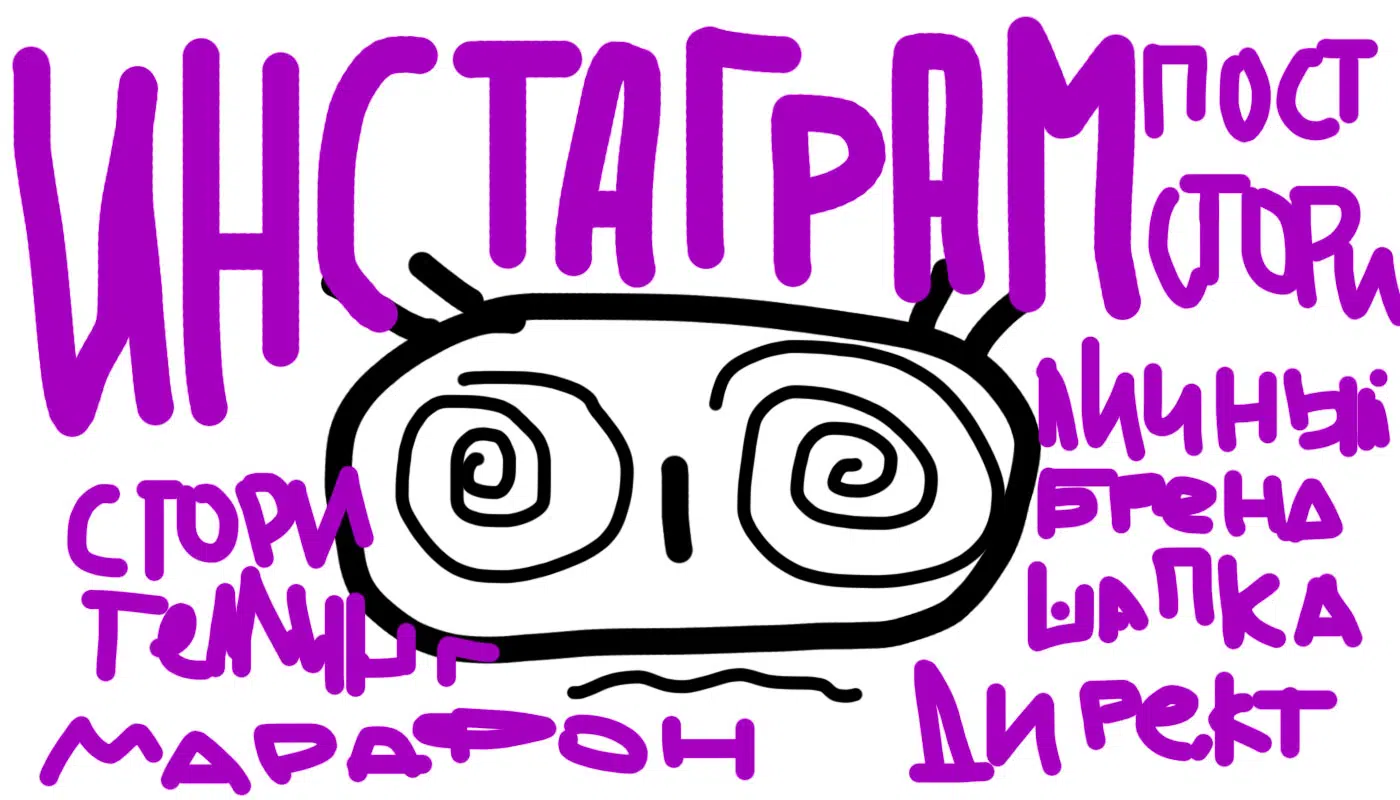 ИНСТАГРАМ
ПОСТ
СТОРИ
ЛИЧНЫЙ
БРеНД
ШАПКА
ДИРеКТ
СТОРИ
ТеЛЛИНГ
МАРАФОН